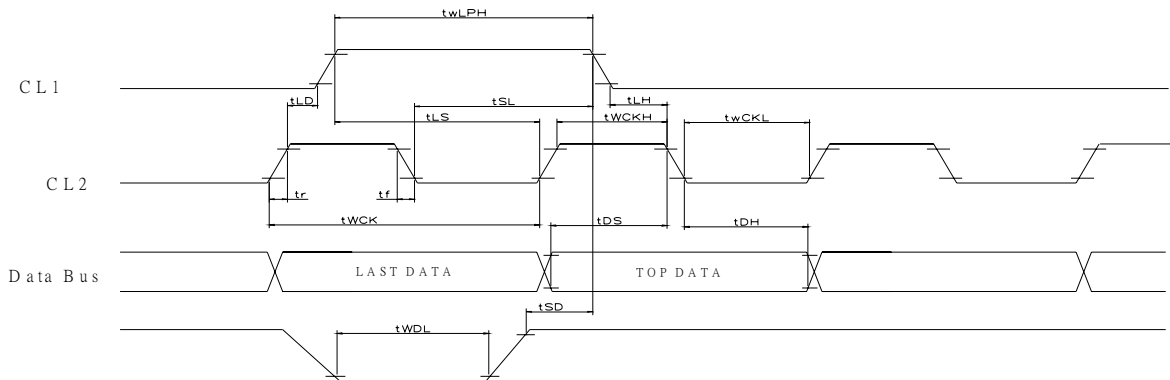 twLPH
CL1
tLD
tSL
tLH
tLS
tWCKH
twCKL
CL2
tr
tf
tWCK
tDS
tDH
Data Bus
LAST DATA
TOP DATA
tSD
tWDL